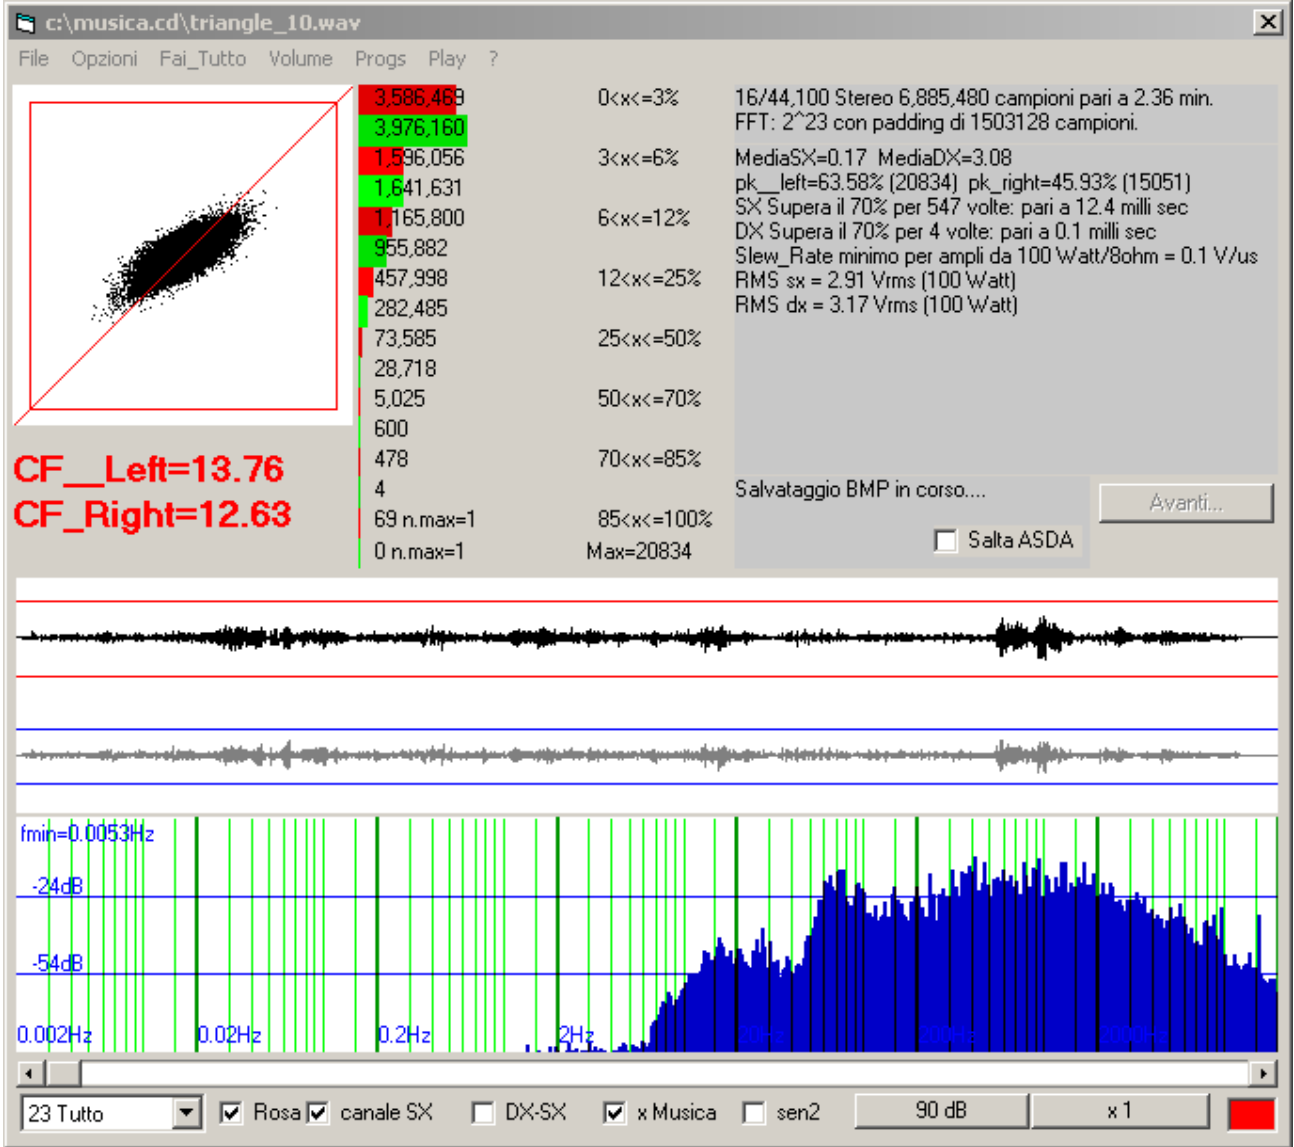 c:\musica.cd\triangle_10.wav
File Opzioni Fai_Tutto Volume Progs Play ?
3,586,469 0<x<=3%
3,976,160
1,596,056 3<x<=6%
1,641,631
1,165,800 6<x<=12%
955,882
457,998 12<x<=25%
282,485
73,585 25<x<=50%
28,718
5,025 50<x<=70%
600
478 70<x<=85%
4
69 n.max=1 85<x<=100%
0 n.max=1 Max=20834
16/44,100 Stereo 6,885,480 campioni pari a 2.36 min.
FFT: 2^23 con padding di 1503128 campioni.
MediaSX=0.17 MediaDX=3.08
pk__left=63.58% (20834) pk_right=45.93% (15051)
SX Supera il 70% per 547 volte: pari a 12.4 milli sec
DX Supera il 70% per 4 volte: pari a 0.1 milli sec
Slew_Rate minimo per ampli da 100 Watt/8ohm = 0.1 V/us
RMS sx = 2.91 Vrms (100 Watt)
RMS dx = 3.17 Vrms (100 Watt)
CF__Left=13.76
CF_Right=12.63
Salvataggio BMP in corso....
Avanti...
Salta ASDA
fmin=0.0053Hz
-24dB
-54dB
0.002Hz 0.02Hz 0.2Hz 2Hz 20Hz 200Hz 2000Hz
23 Tutto Rosa canale SX DX-SX x Musica sen2 90 dB x 1